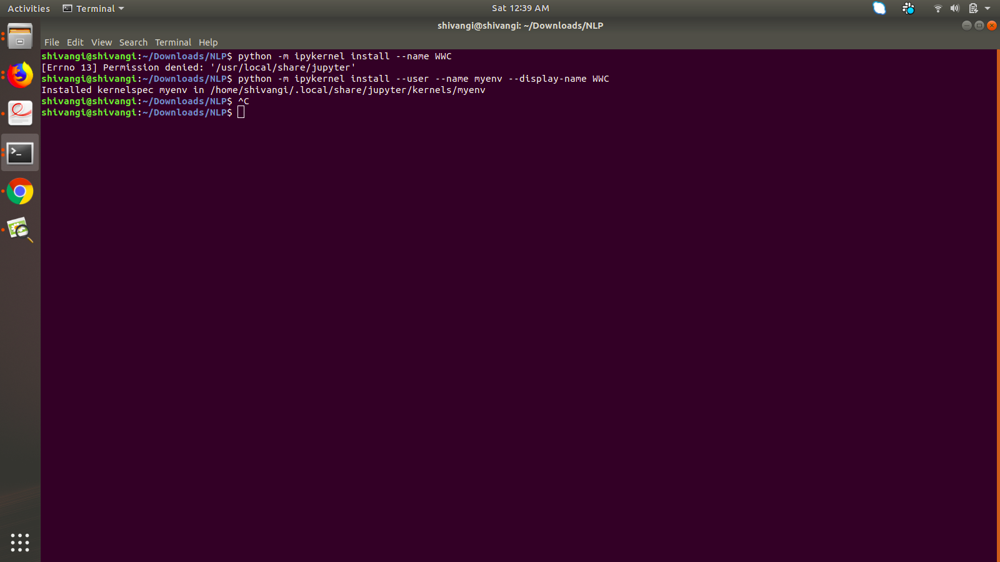 Activities Terminal Sat 12:39 AM
shivangi@shivangi: ~/Downloads/NLP
File Edit View Search Terminal Help
shivangi@shivangi:~/Downloads/NLP$ python -m ipykernel install --name WWC
[Errno 13] Permission denied: '/usr/local/share/jupyter'
shivangi@shivangi:~/Downloads/NLP$ python -m ipykernel install --user --name myenv --display-name WWC
Installed kernelspec myenv in /home/shivangi/.local/share/jupyter/kernels/myenv
shivangi@shivangi:~/Downloads/NLP$ ^C
shivangi@shivangi:~/Downloads/NLP$